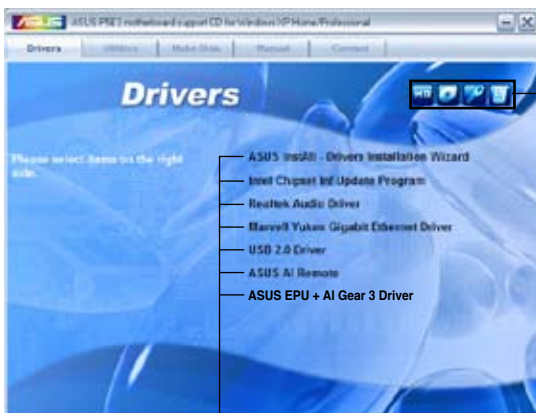 ASUS P5E3 motherboard support CD for Windows XP Home/Professional
Drivers Utilities Make Disk Manual Contact
Drivers
Please select items on the right side.
ASUS InstAll - Drivers Installation Wizard
Intel Chipset Inf Update Program
Realtek Audio Driver
Marvell Yukon Gigabit Ethernet Driver
USB 2.0 Driver
ASUS AI Remote
ASUS EPU + AI Gear 3 Driver